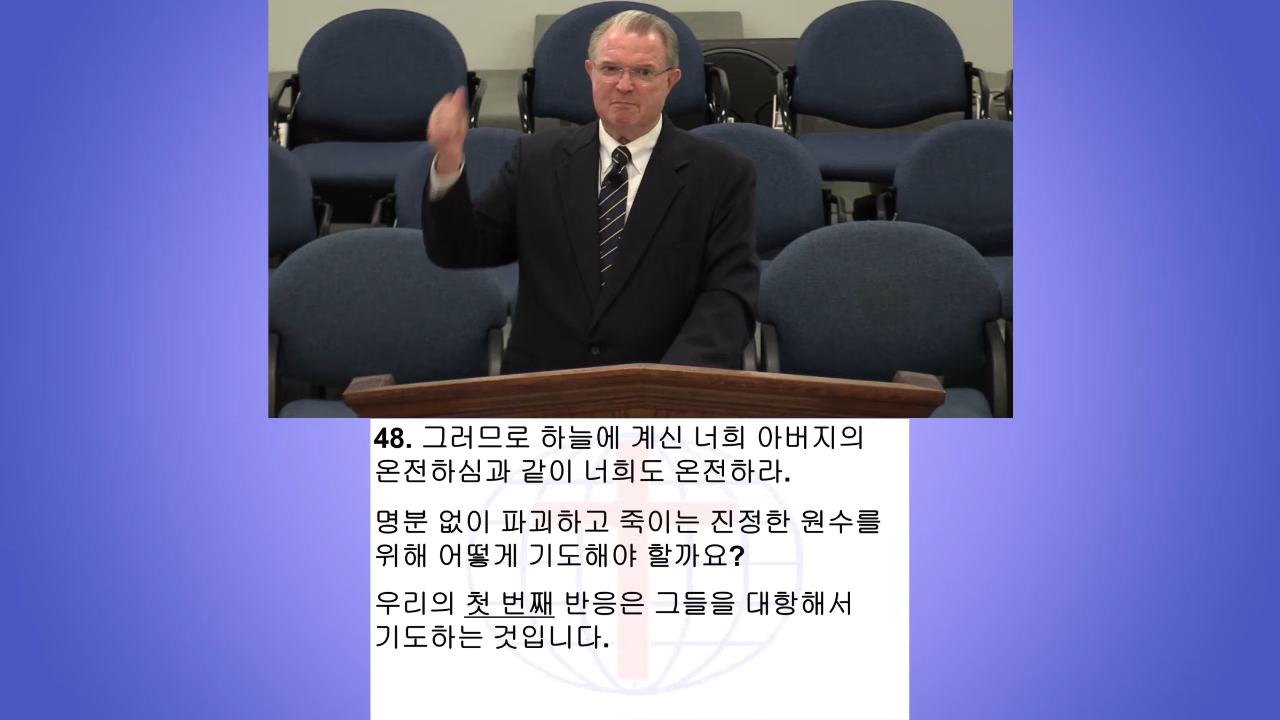 48. 그러므로 하늘에 계신 너희 아버지의
온전하심과 같이 너희도 온전하라.
명분 없이 파괴하고 죽이는 진정한 원수를
위해 어떻게 기도해야 할까요?
우리의 첫 번째 반응은 그들을 대항해서
기도하는 것입니다.